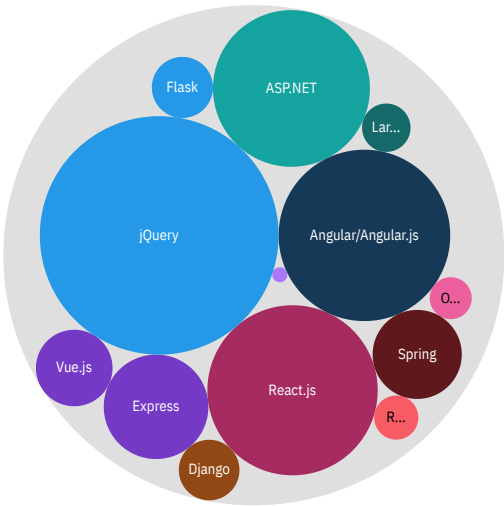 ASP.NET
Flask
Lar...
jQuery
Angular/Angular.js
O...
Spring
Vue.js
React.js
Express
R...
Django